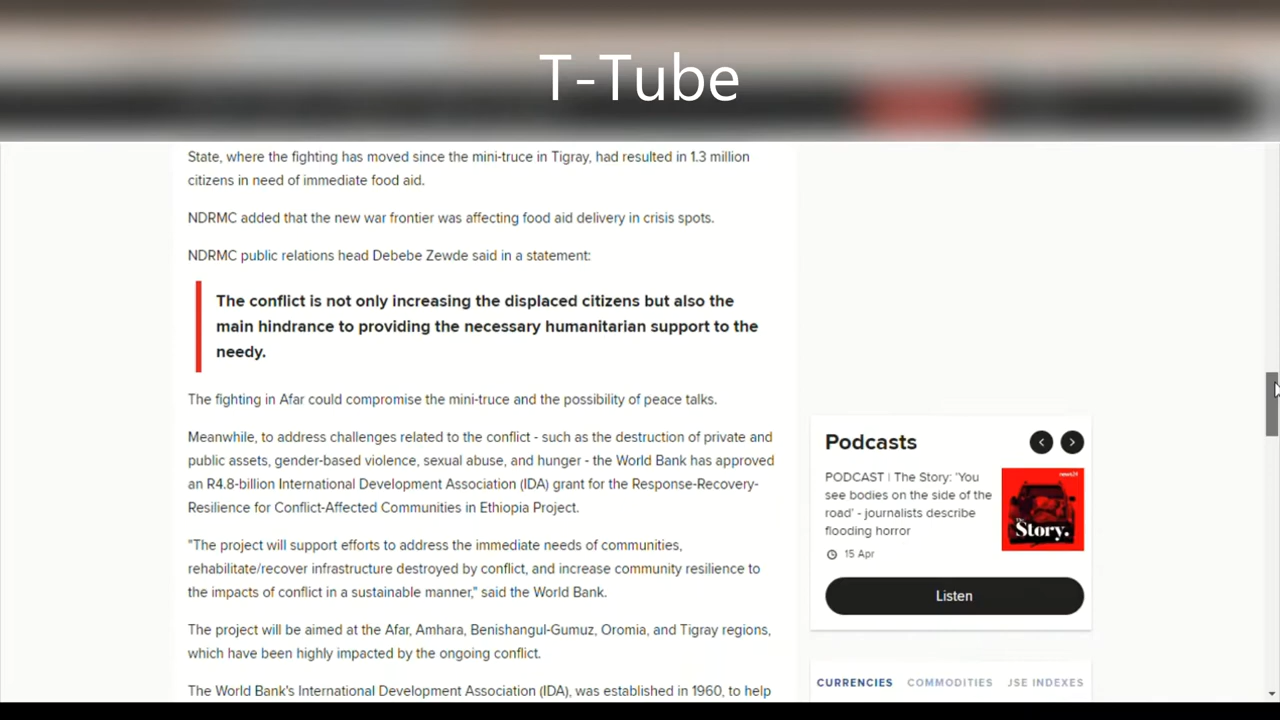 T-Tube
State, where the fighting has moved since the mini-truce in Tigray, had resulted in 1.3 million
citizens in need of immediate food aid.
NDRMC added that the new war frontier was affecting food aid delivery in crisis spots.
NDRMC public relations head Debebe Zewde said in a statement:
The conflict is not only increasing the displaced citizens but also the
main hindrance to providing the necessary humanitarian support to the
needy.
The fighting in Afar could compromise the mini-truce and the possibility of peace talks.
Meanwhile, to address challenges related to the conflict - such as the destruction of private and
public assets, gender-based violence, sexual abuse, and hunger - the World Bank has approved
an R4.8-billion International Development Association (IDA) grant for the Response-Recovery-
Resilience for Conflict-Affected Communities in Ethiopia Project.
"The project will support efforts to address the immediate needs of communities,
rehabilitate/recover infrastructure destroyed by conflict, and increase community resilience to
the impacts of conflict in a sustainable manner," said the World Bank.
The project will be aimed at the Afar, Amhara, Benishangul-Gumuz, Oromia, and Tigray regions,
which have been highly impacted by the ongoing conflict.
The World Bank's International Development Association (IDA), was established in 1960, to help
Podcasts
PODCAST | The Story: 'You
see bodies on the side of the
road' - journalists describe
flooding horror
15 Apr
news24
The
Story.
Listen
CURRENCIES COMMODITIES JSE INDEXES